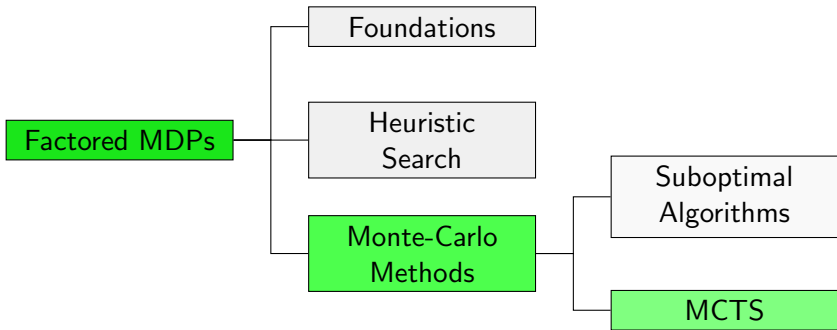 Foundations
Factored MDPs
Heuristic
Search
Monte-Carlo
Methods
Suboptimal
Algorithms
MCTS